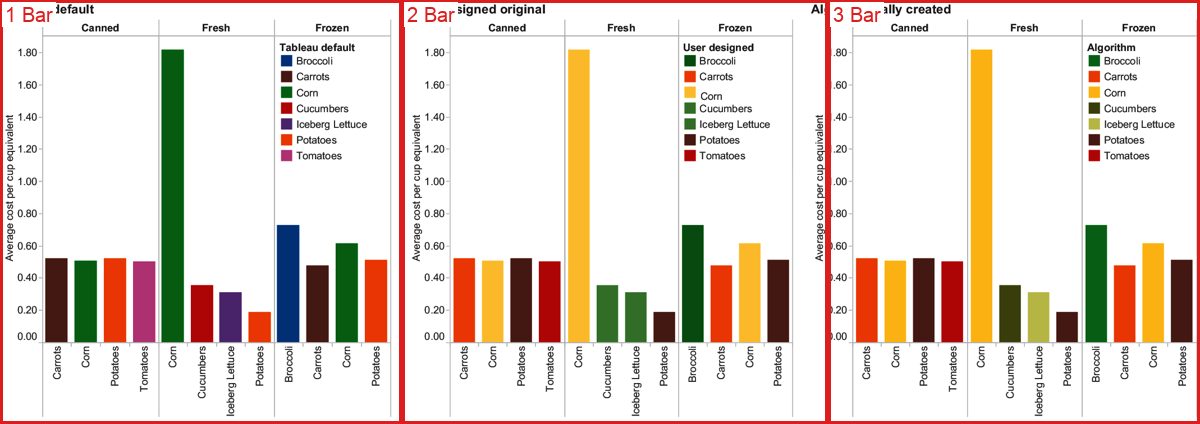 1 Bar
default
Canned
Fresh
Frozen
Average cost per cup equivalent
1.80
1.60
1.40
1.20
1.00
0.80
0.60
0.40
0.20
0.00
Tableau default
Broccoli
Carrots
Corn
Cucumbers
Iceberg Lettuce
Potatoes
Tomatoes
Carrots
Corn
Potatoes
Tomatoes
Corn
Cucumbers
Iceberg Lettuce
Potatoes
Broccoli
Carrots
Corn
Potatoes
2 Bar
signed original
Canned
Fresh
Frozen
Average cost per cup equivalent
1.80
1.60
1.40
1.20
1.00
0.80
0.60
0.40
0.20
0.00
User designed
Broccoli
Carrots
Corn
Cucumbers
Iceberg Lettuce
Potatoes
Tomatoes
Carrots
Corn
Potatoes
Tomatoes
Corn
Cucumbers
Iceberg Lettuce
Potatoes
Broccoli
Carrots
Corn
Potatoes
Al
3 Bar
ally created
Canned
Fresh
Frozen
Average cost per cup equivalent
.80
.60
.40
.20
.00
0.80
0.60
0.40
0.20
0.00
Algorithm
Broccoli
Carrots
Corn
Cucumbers
Iceberg Lettuce
Potatoes
Tomatoes
Carrots
Corn
Potatoes
Tomatoes
Corn
Cucumbers
Iceberg Lettuce
Potatoes
Broccoli
Carrots
Corn
Potatoes